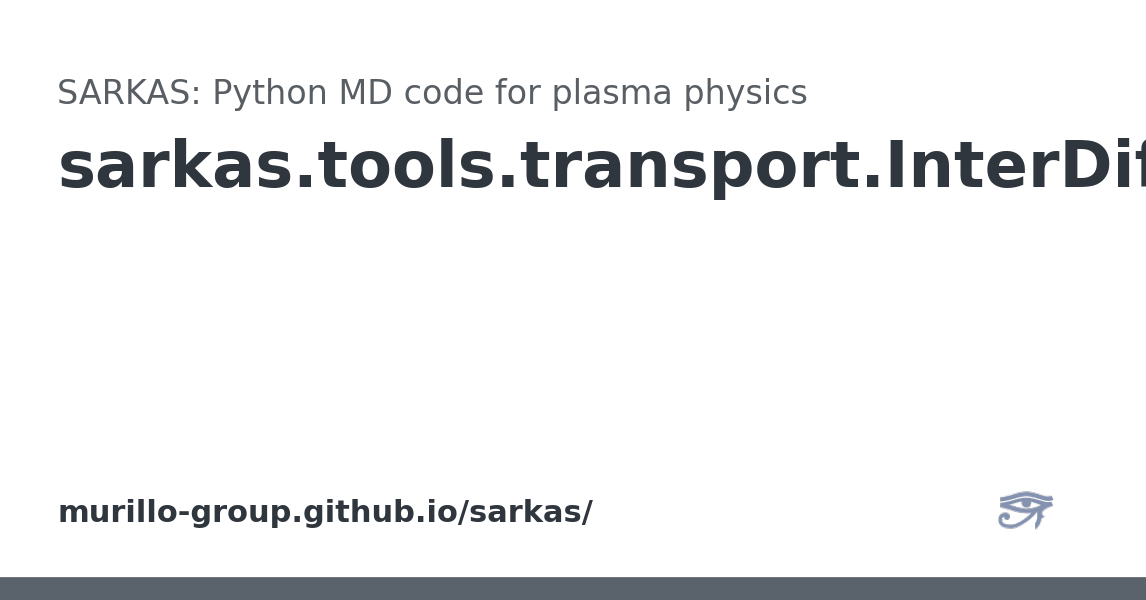 SARKAS: Python MD code for plasma physics
sarkas.tools.transport.InterDif
murillo-group.github.io/sarkas/